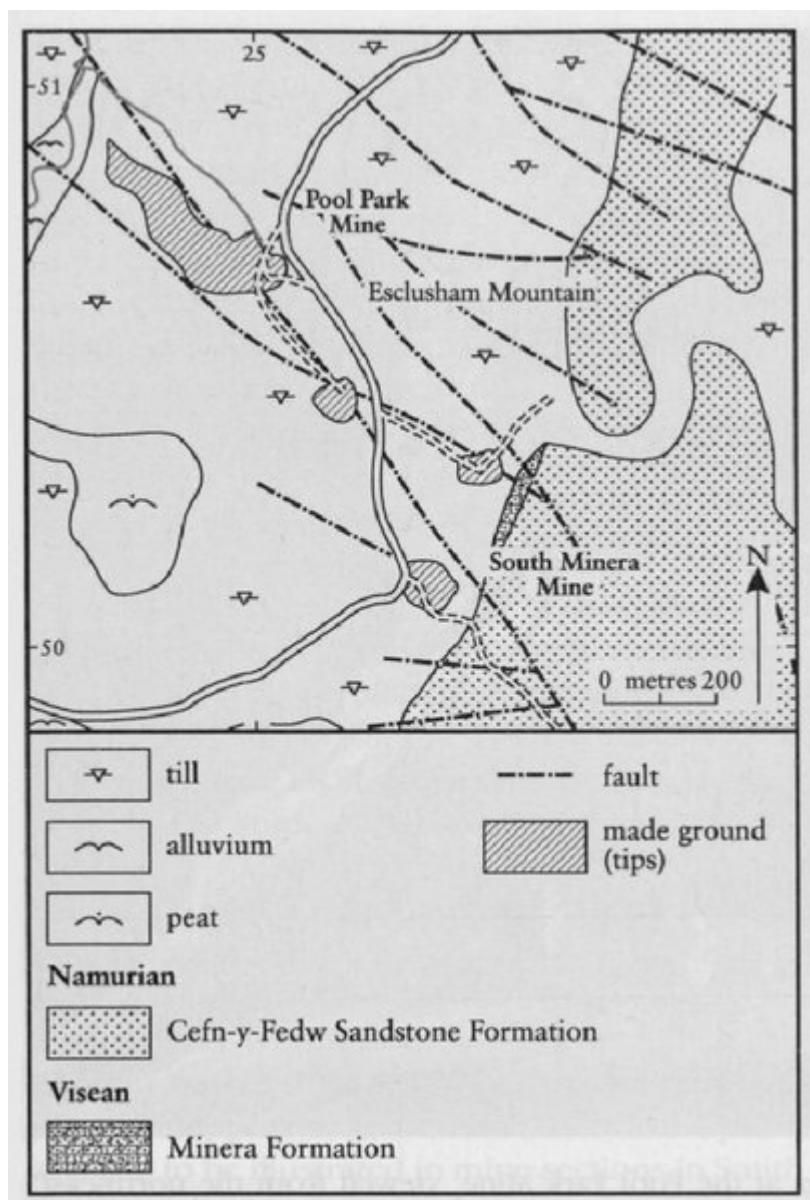 25
51
Pool Park
Mine
Esclusham Mountain
South Minera
Mine
N
50
0 metres 200
till
fault
alluvium
made ground
(tips)
peat
Namurian
Cefn-y-Fedw Sandstone Formation
Visean
Minera Formation